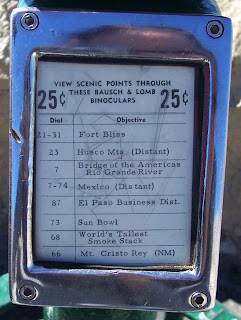 VIEW SCENIC POINTS THROUGH
THESE BAUSCH & LOMB
25¢ BINOCULARS 25¢
Dial Objective
21-31 Fort Bliss
23 Hueco Mts. (Distant)
7 Bridge of the Americas
Rio Grande River
7-74 Mexico (Distant)
87 El Paso Business Dist.
73 Sun Bowl
68 World's Tallest
Smoke Stack
66 Mt. Cristo Rey (NM)